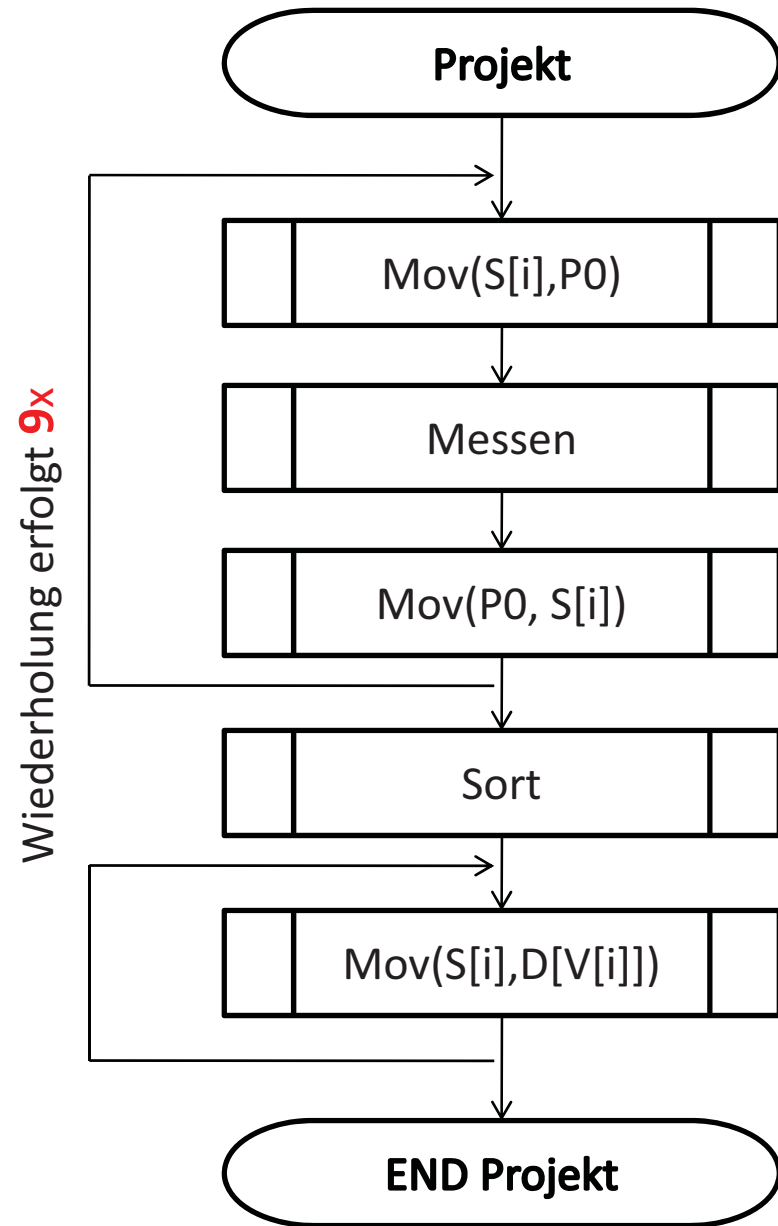 Projekt
Mov(S[i],P0)
Messen
Mov(P0, S[i])
Wiederholung erfolgt 9x
Sort
Mov(S[i],D[V[i]])
END Projekt